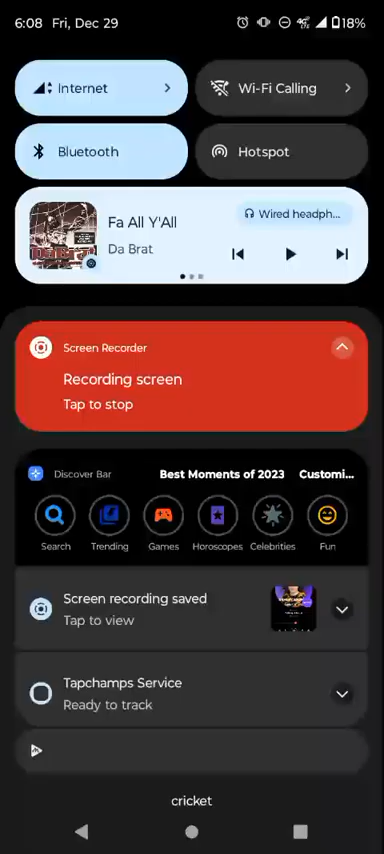 6:08 Fri, Dec 29 18%
Internet
Wi-Fi Calling
Bluetooth
Hotspot
Fa All Y'All
Da Brat
Wired headph...
Screen Recorder
Recording screen
Tap to stop
Discover Bar Best Moments of 2023 Customi...
Search Trending Games Horoscopes Celebrities Fun
Screen recording saved
Tap to view
Tapchamps Service
Ready to track
cricket